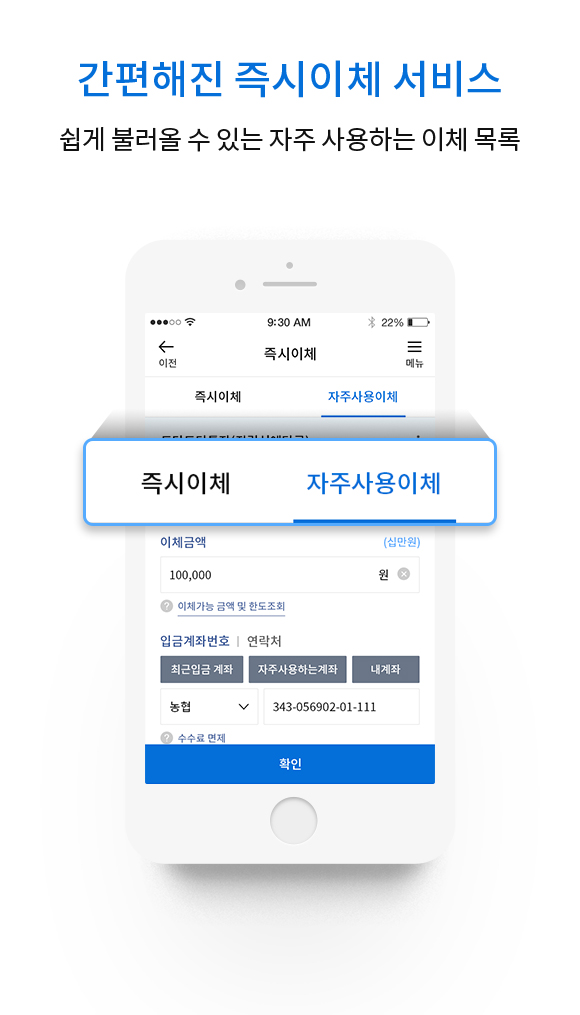 간편해진 즉시이체 서비스
쉽게 불러올 수 있는 자주 사용하는 이체 목록
9:30 AM 22%
이전 즉시이체 메뉴
즉시이체 자주사용이체
즉시이체 자주사용이체
이체금액 (십만원)
100,000 원
? 이체가능 금액 및 한도조회
입금계좌번호 | 연락처
최근입금 계좌 자주사용하는계좌 내계좌
농협 343-056902-01-111
? 수수료 면제
확인